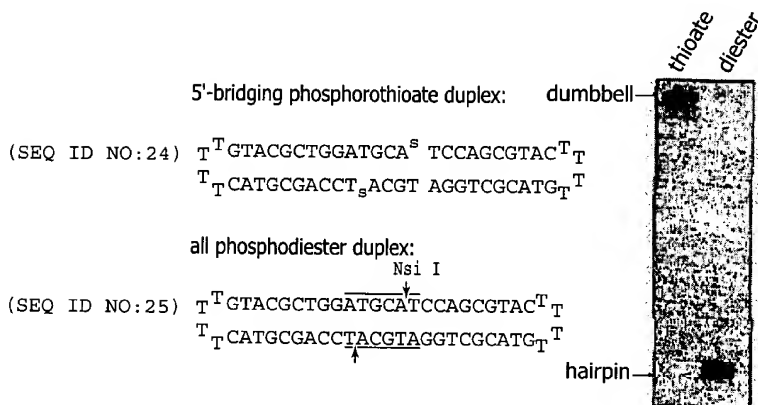 thioate
diester
5'-bridging phosphorothioate duplex:
dumbbell
(SEQ ID NO:24) TTGTACGCTGGATGCAs TCCAGCGTACTT
TTCATGCGACCTsACGT AGGTCGCATGTT
all phosphodiester duplex:
Nsi I
(SEQ ID NO:25) TTGTACGCTGGATGCATCCAGCGTACTT
TTCATGCGACCTACGTAGGTCGCATGTT
hairpin